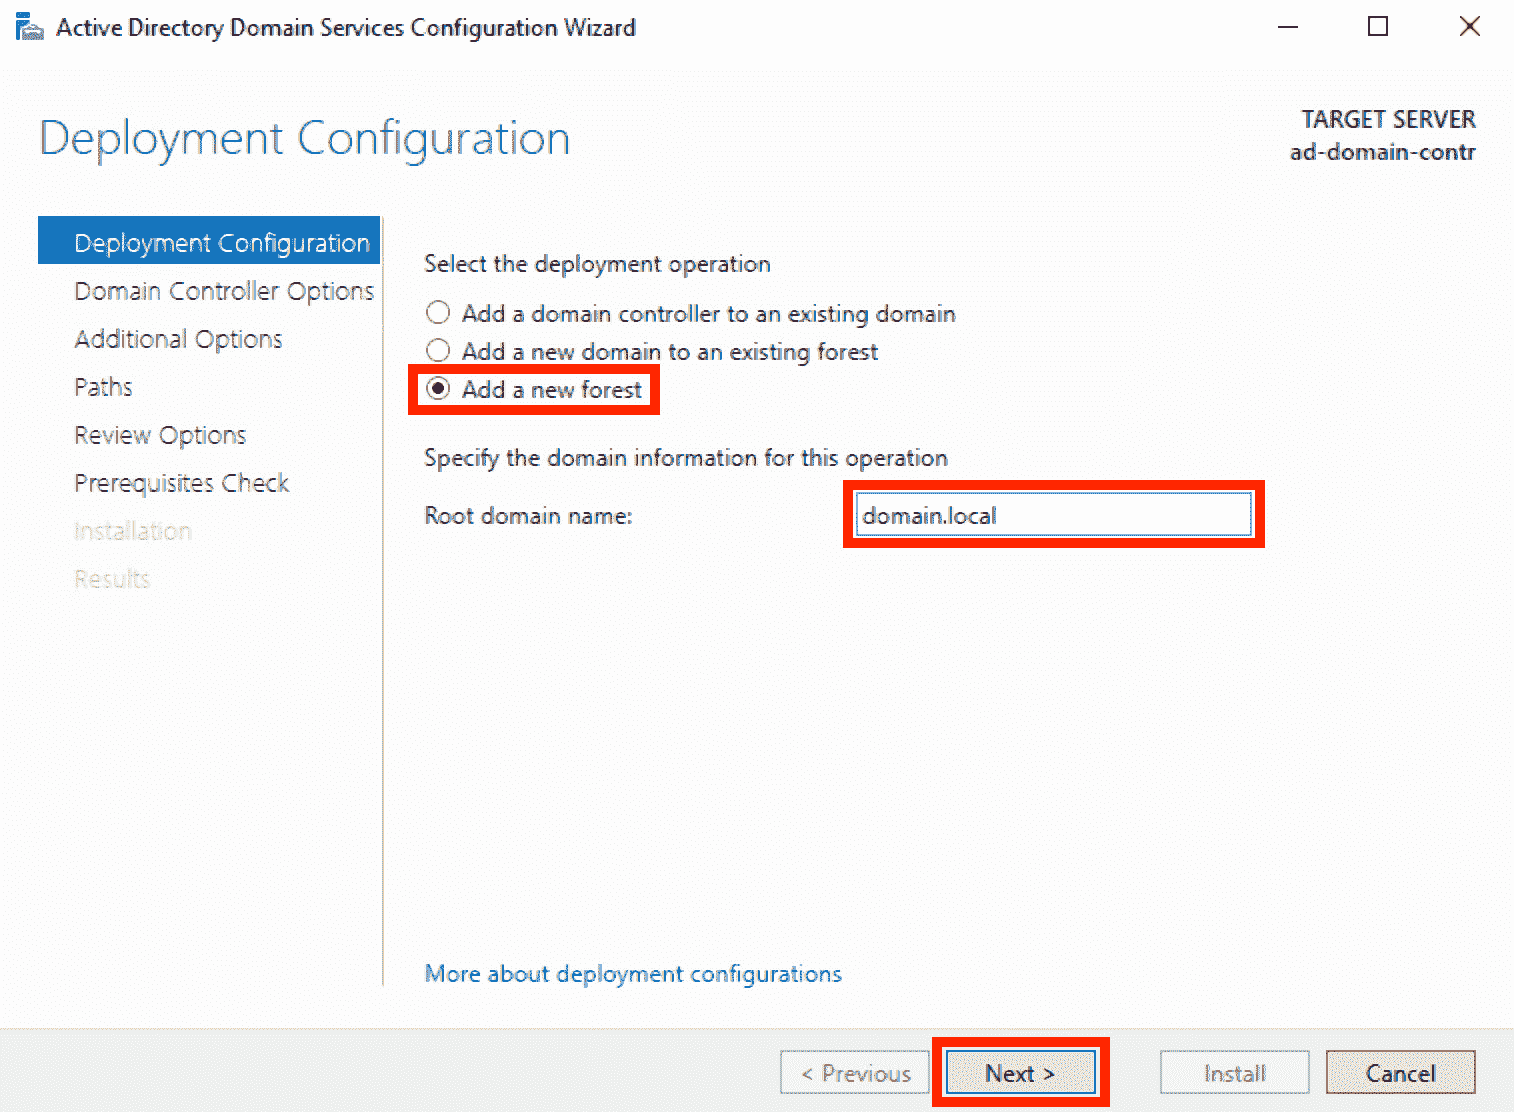 Active Directory Domain Services Configuration Wizard
Deployment Configuration
TARGET SERVER
ad-domain-contr
Deployment Configuration
Domain Controller Options
Additional Options
Paths
Review Options
Prerequisites Check
Installation
Results
Select the deployment operation
Add a domain controller to an existing domain
Add a new domain to an existing forest
Add a new forest
Specify the domain information for this operation
Root domain name:
domain.local
More about deployment configurations
< Previous
Next >
Install
Cancel